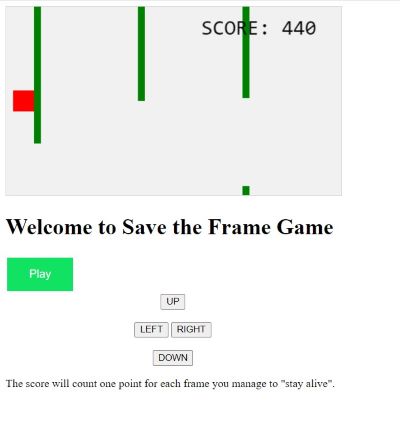 SCORE: 440
Welcome to Save the Frame Game
Play
UP
LEFT RIGHT
DOWN
The score will count one point for each frame you manage to "stay alive".